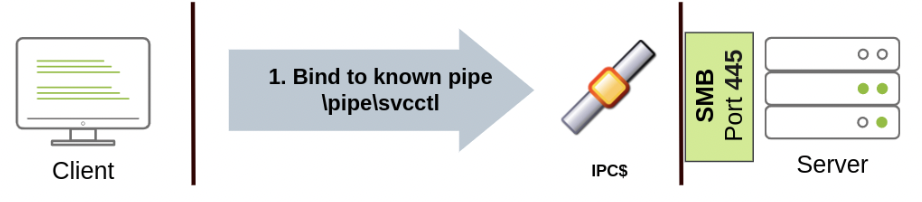 1. Bind to known pipe
\pipe\svcctl
SMB
Port 445
Client
IPC$
Server